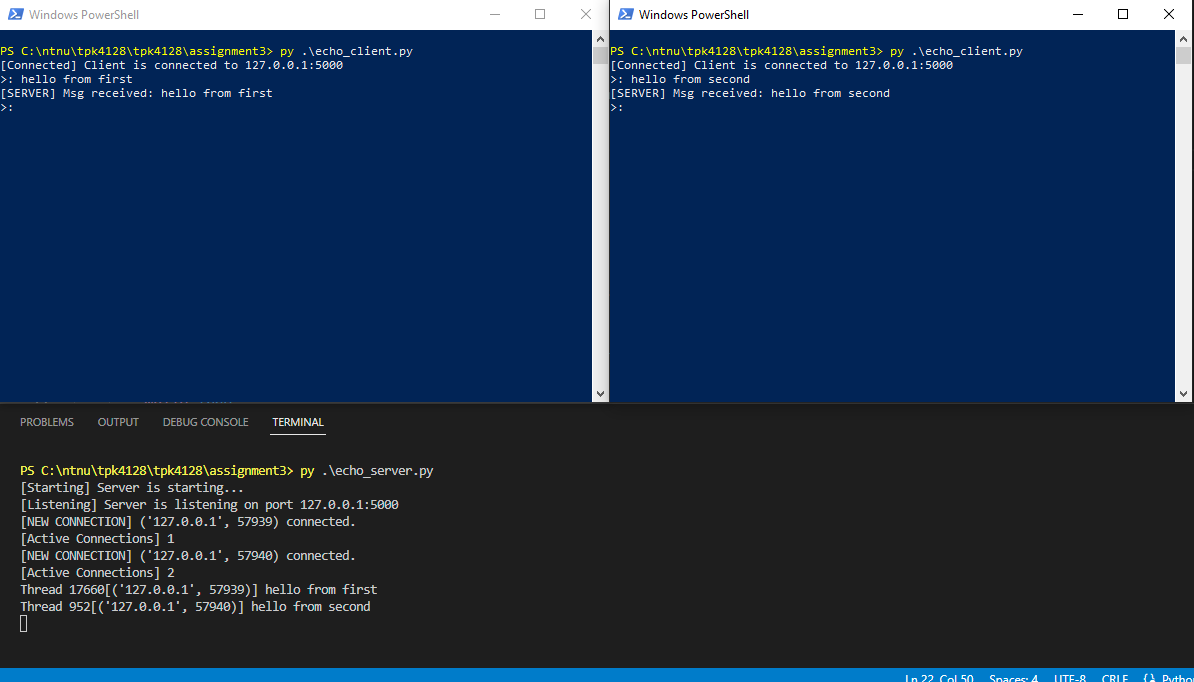 Windows PowerShell
PS C:\ntnu\tpk4128\tpk4128\assignment3> py .\echo_client.py
[Connected] Client is connected to 127.0.0.1:5000
>: hello from first
[SERVER] Msg received: hello from first
>:
Windows PowerShell
PS C:\ntnu\tpk4128\tpk4128\assignment3> py .\echo_client.py
[Connected] Client is connected to 127.0.0.1:5000
>: hello from second
[SERVER] Msg received: hello from second
>:
PROBLEMS OUTPUT DEBUG CONSOLE TERMINAL
PS C:\ntnu\tpk4128\tpk4128\assignment3> py .\echo_server.py
[Starting] Server is starting...
[Listening] Server is listening on port 127.0.0.1:5000
[NEW CONNECTION] ('127.0.0.1', 57939) connected.
[Active Connections] 1
[NEW CONNECTION] ('127.0.0.1', 57940) connected.
[Active Connections] 2
Thread 17660[('127.0.0.1', 57939)] hello from first
Thread 952[('127.0.0.1', 57940)] hello from second
Ln 22, Col 50 Spaces: 4 UTF-8 CRLF {} Pytho